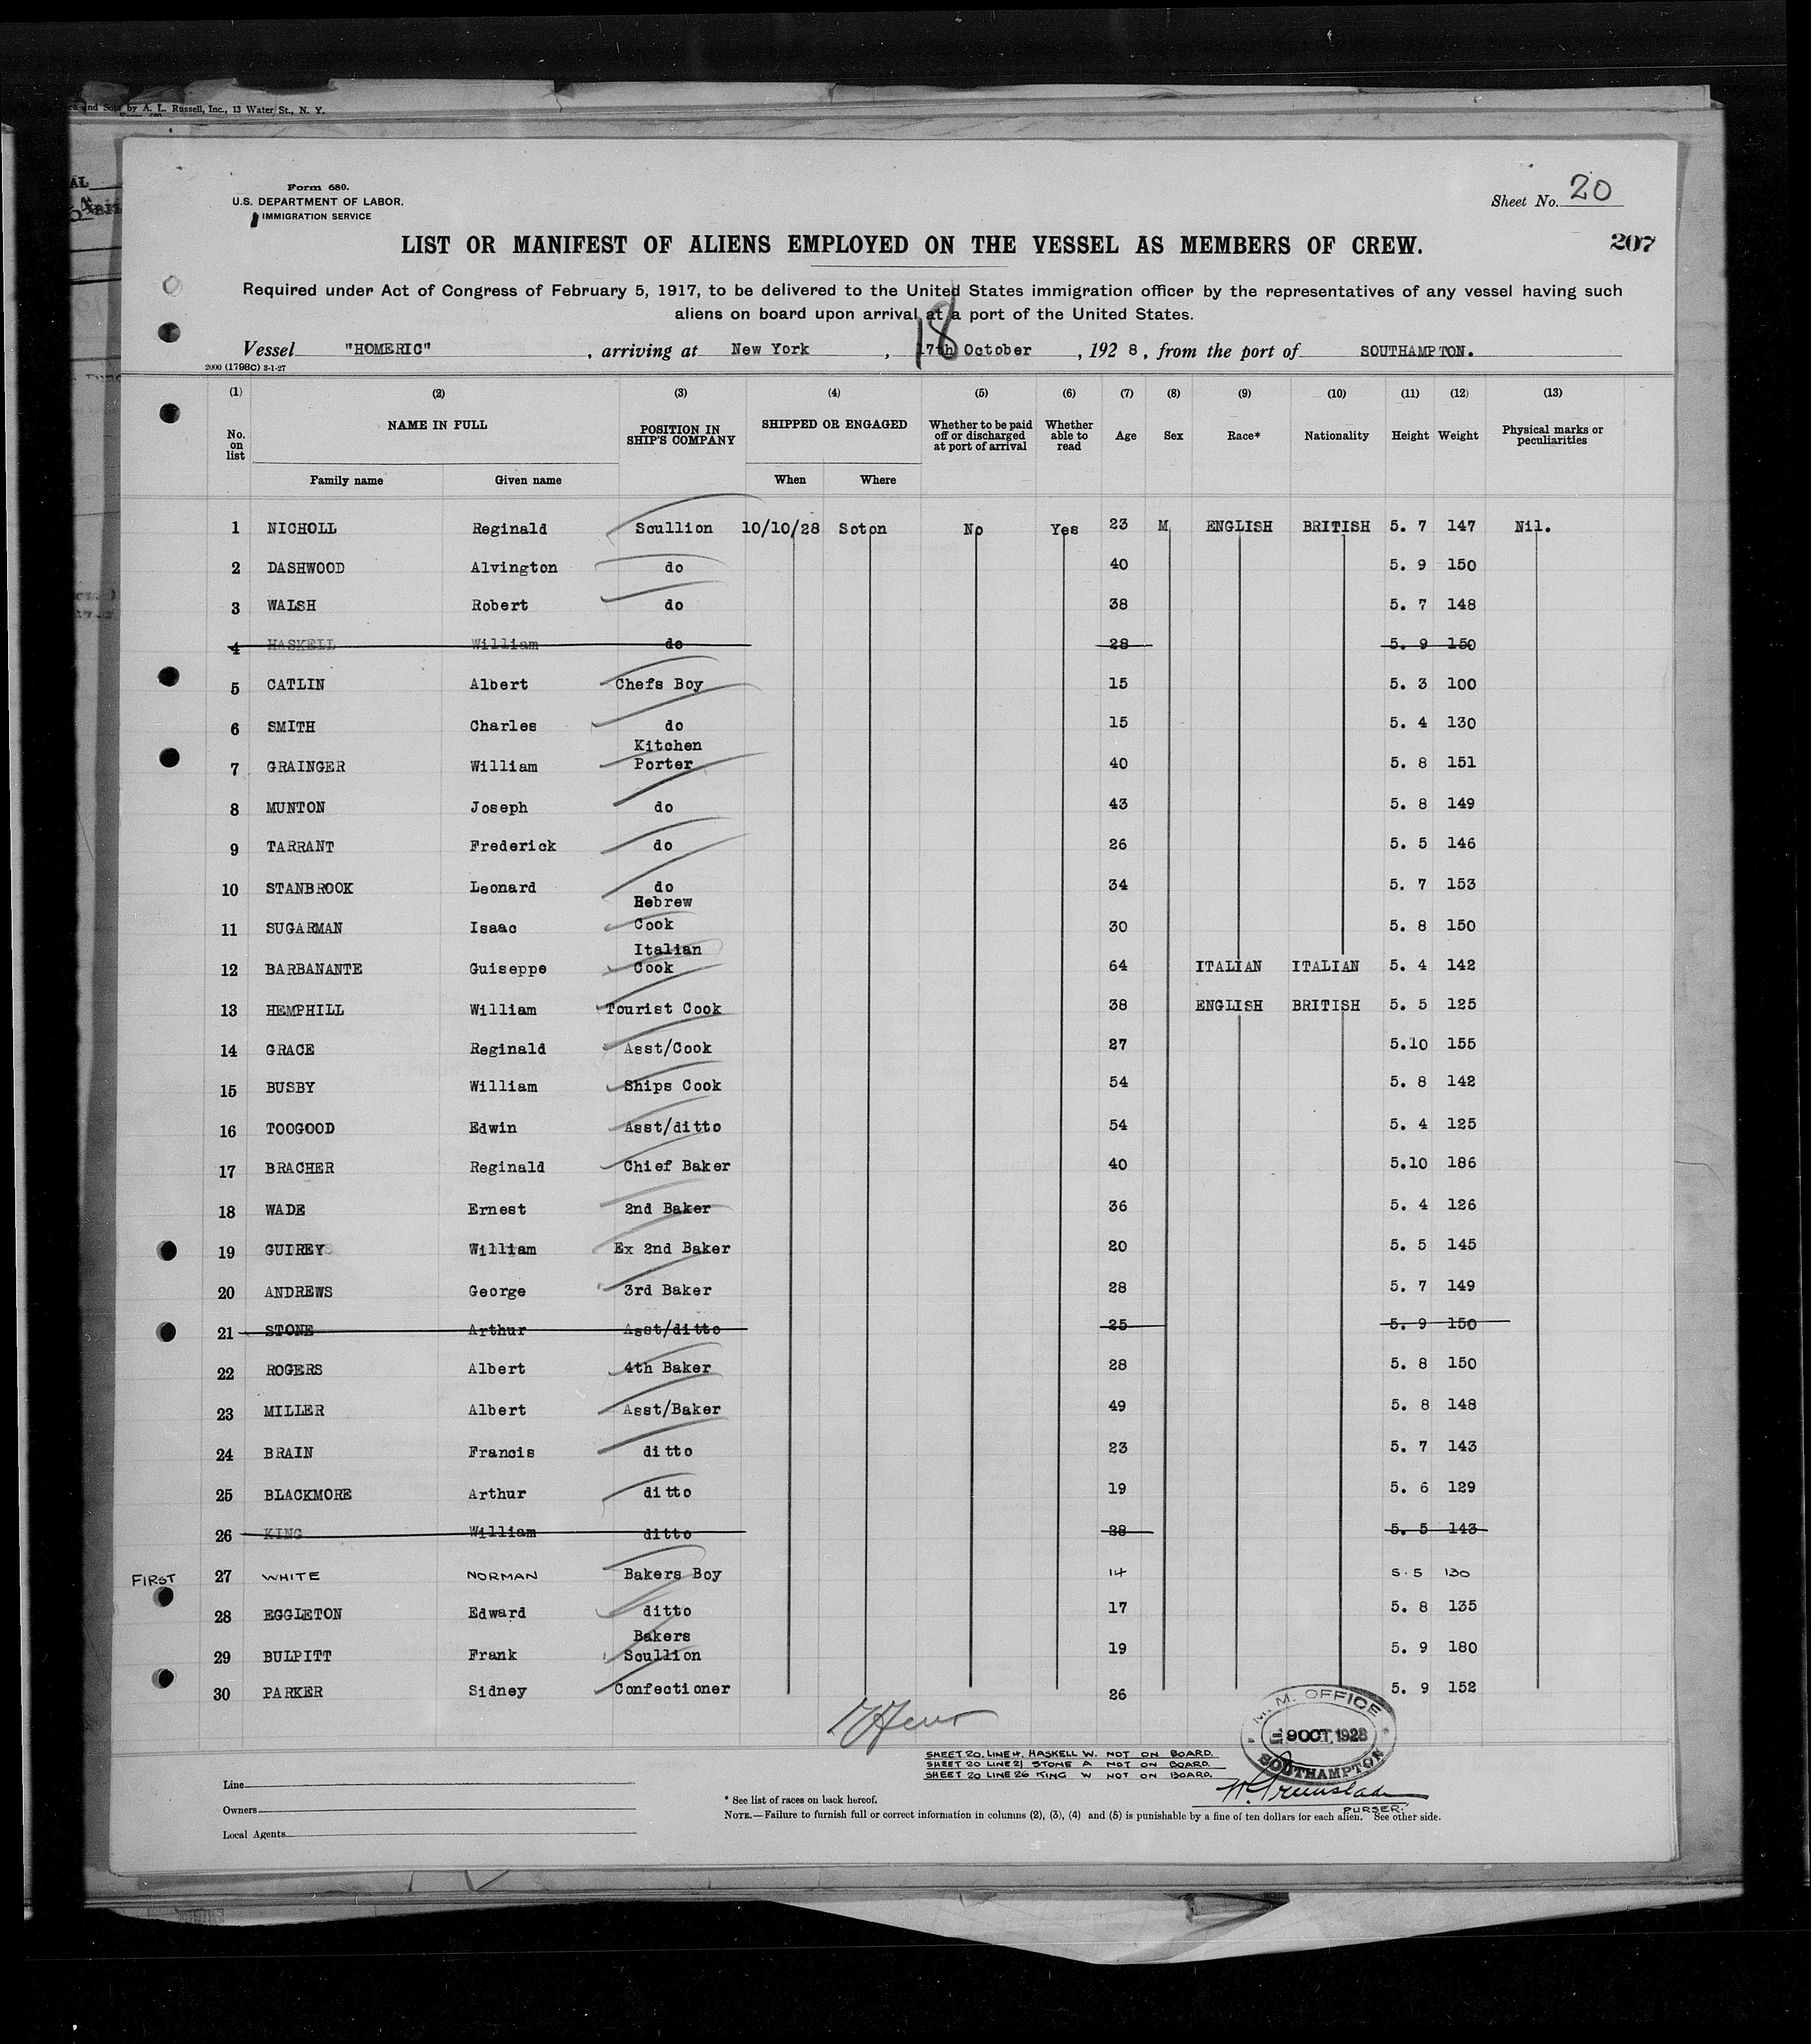 ed and Sold by A. L. Russell, Inc., 13 Water St., N. Y.
Form 680.
U.S. DEPARTMENT OF LABOR.
IMMIGRATION SERVICE
Sheet No. 20
207
LIST OR MANIFEST OF ALIENS EMPLOYED ON THE VESSEL AS MEMBERS OF CREW.
Required under Act of Congress of February 5, 1917, to be delivered to the United States immigration officer by the representatives of any vessel having such
aliens on board upon arrival at a port of the United States.
18
Vessel "HOMERIC", arriving at New York, 17th October, 1928, from the port of SOUTHAMPTON.
2000 (1798C) 3-1-27
(1) (2) (3) (4) (5) (6) (7) (8) (9) (10) (11) (12) (13)
No. on list NAME IN FULL POSITION IN SHIP'S COMPANY SHIPPED OR ENGAGED Whether to be paid off or discharged at port of arrival Whether able to read Age Sex Race* Nationality Height Weight Physical marks or peculiarities
Family name Given name When Where
1 NICHOLL Reginald Scullion 10/10/28 Soton No Yes 23 M ENGLISH BRITISH 5. 7 147 Nil.
2 DASHWOOD Alvington do 40 5. 9 150
3 WALSH Robert do 38 5. 7 148
4 HASKELL William do 28 5. 9 150
5 CATLIN Albert Chefs Boy 15 5. 3 100
6 SMITH Charles do 15 5. 4 130
7 GRAINGER William Kitchen Porter 40 5. 8 151
8 MUNTON Joseph do 43 5. 8 149
9 TARRANT Frederick do 26 5. 5 146
10 STANBROOK Leonard do 34 5. 7 153
11 SUGARMAN Isaac Hebrew Cook 30 5. 8 150
12 BARBANANTE Guiseppe Italian Cook 64 ITALIAN ITALIAN 5. 4 142
13 HEMPHILL William Tourist Cook 38 ENGLISH BRITISH 5. 5 125
14 GRACE Reginald Asst/Cook 27 5.10 155
15 BUSBY William Ships Cook 54 5. 8 142
16 TOOGOOD Edwin Asst/ditto 54 5. 4 125
17 BRACHER Reginald Chief Baker 40 5.10 186
18 WADE Ernest 2nd Baker 36 5. 4 126
19 GUIREY William Ex 2nd Baker 20 5. 5 145
20 ANDREWS George 3rd Baker 28 5. 7 149
21 STONE Arthur Asst/ditto 25 5. 9 150
22 ROGERS Albert 4th Baker 28 5. 8 150
23 MILLER Albert Asst/Baker 49 5. 8 148
24 BRAIN Francis ditto 23 5. 7 143
25 BLACKMORE Arthur ditto 19 5. 6 129
26 KING William ditto 28 5. 5 143
FIRST 27 WHITE NORMAN Bakers Boy 14 5.5 130
28 EGGLETON Edward ditto 17 5. 8 135
29 BULPITT Frank Bakers Scullion 19 5. 9 180
30 PARKER Sidney Confectioner 26 5. 9 152
M. M. OFFICE
9 OCT. 1928
SOUTHAMPTON
SHEET 20. LINE 4. HASKELL W. NOT ON BOARD.
SHEET 20 LINE 21 STONE A NOT ON BOARD.
SHEET 20 LINE 26 KING W NOT ON BOARD.
PURSER.
Line
Owners
Local Agents
* See list of races on back hereof.
NOTE.—Failure to furnish full or correct information in columns (2), (3), (4) and (5) is punishable by a fine of ten dollars for each alien. See other side.